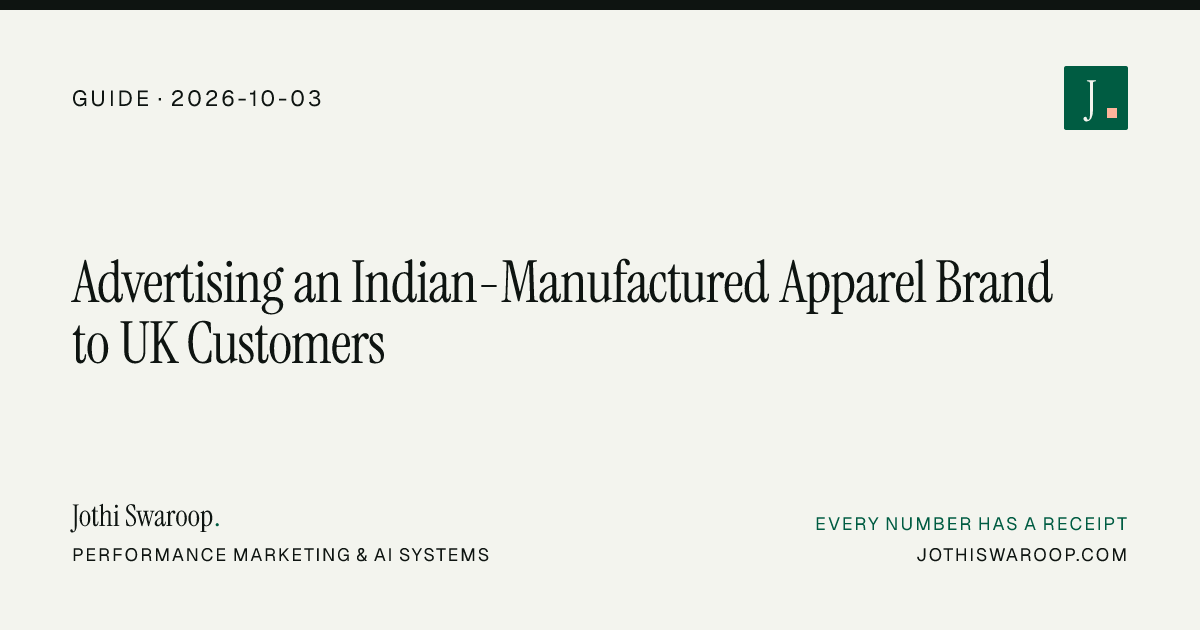 GUIDE · 2026-10-03
J.
Advertising an Indian-Manufactured Apparel Brand
to UK Customers
Jothi Swaroop.
PERFORMANCE MARKETING & AI SYSTEMS
EVERY NUMBER HAS A RECEIPT
JOTHISWAROOP.COM